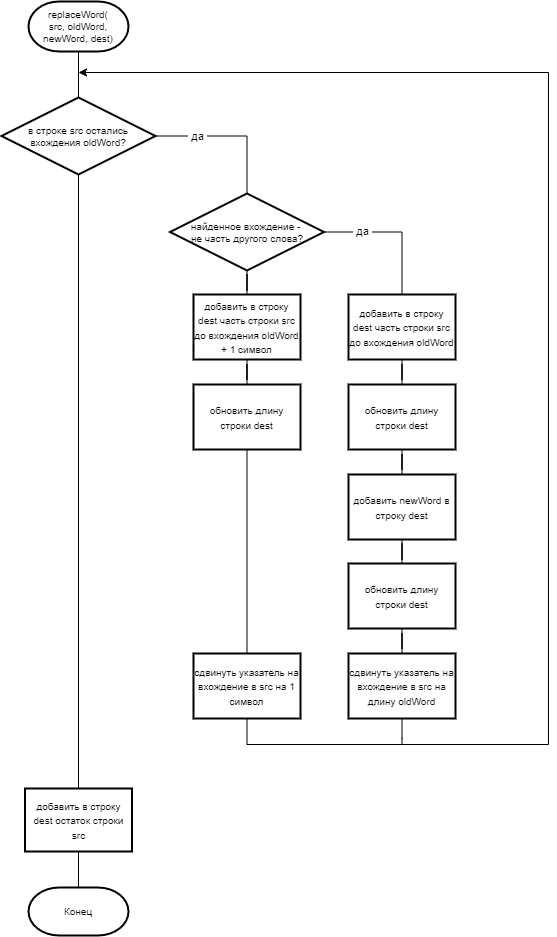 replaceWord(
src, oldWord,
newWord, dest)
в строке src остались
вхождения oldWord?
да
найденное вхождение -
не часть другого слова?
да
добавить в строку
dest часть строки src
до вхождения oldWord
+ 1 символ
добавить в строку
dest часть строки src
до вхождения oldWord
обновить длину
строки dest
обновить длину
строки dest
добавить newWord в
строку dest
обновить длину
строки dest
сдвинуть указатель на
вхождение в src на 1
символ
сдвинуть указатель на
вхождение в src на
длину oldWord
добавить в строку
dest остаток строки
src
Конец